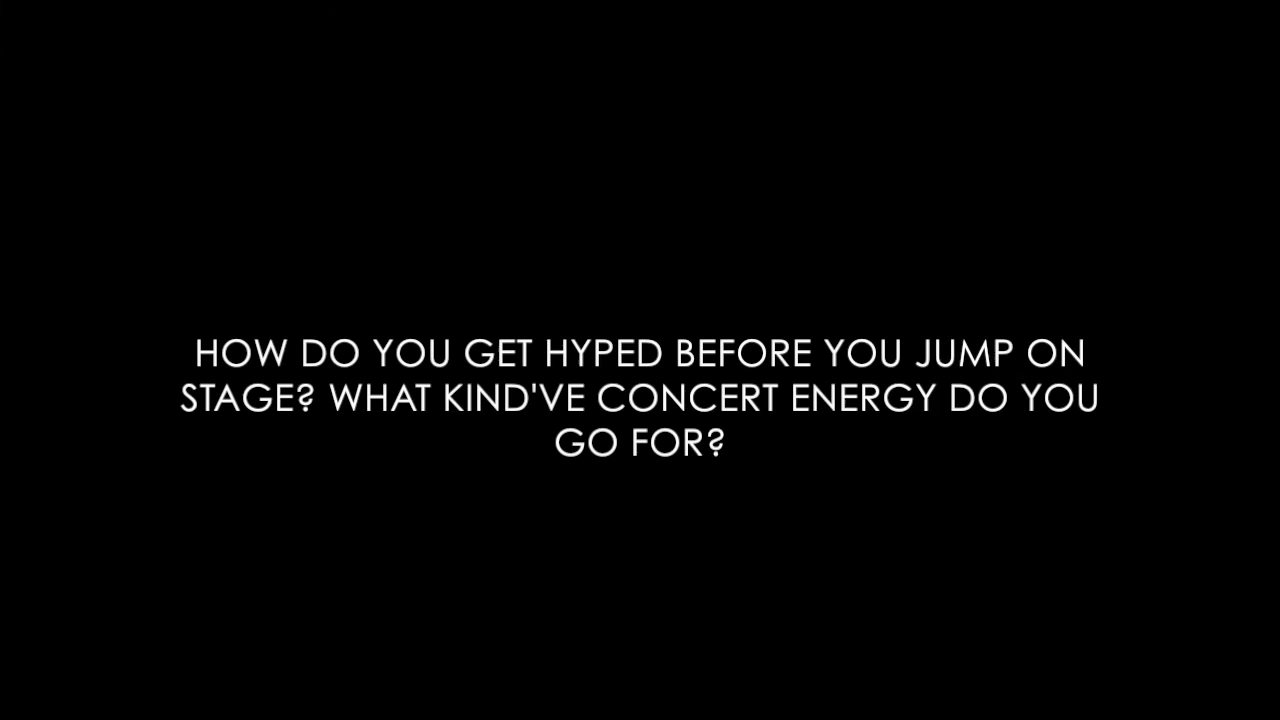 HOW DO YOU GET HYPED BEFORE YOU JUMP ON
STAGE? WHAT KIND'VE CONCERT ENERGY DO YOU
GO FOR?